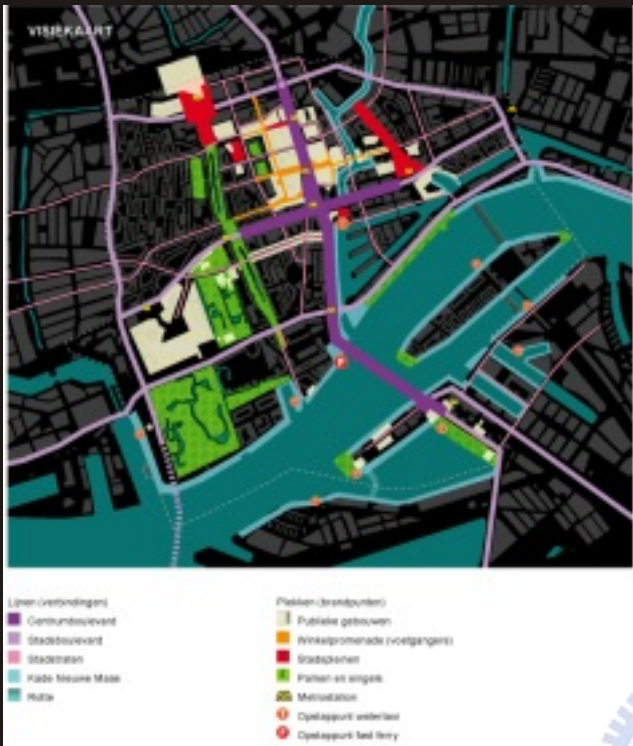 VISIEKAART
Lijnen (verbindingen)
Centrumboulevard
Stadsboulevard
Stadsstraten
Kade Nieuwe Maas
Rotte
Plekken (brandpunten)
Publieke gebouwen
Winkelpromenade (voetgangers)
Stadspleinen
Parken en singels
Metrostation
Opstappunt watertaxi
Opstappunt fast ferry